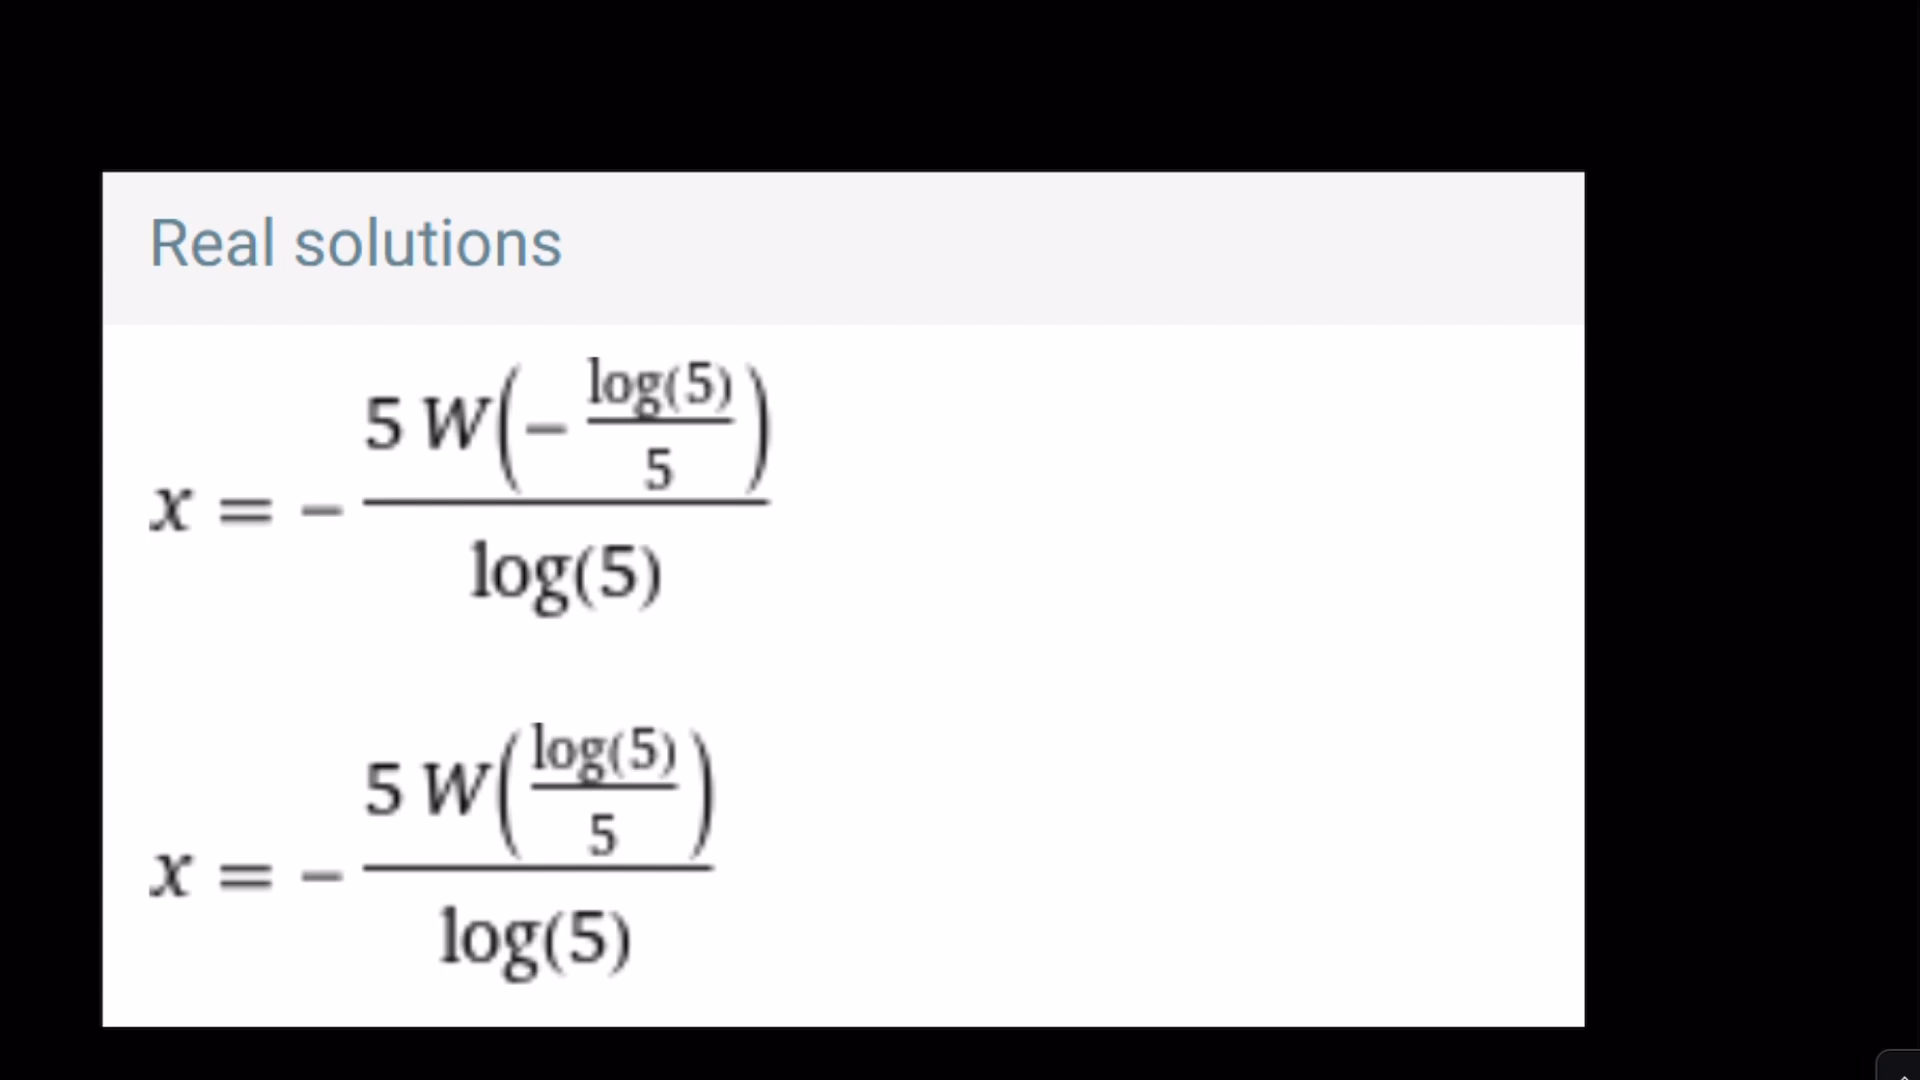 Real solutions
x = - 5 W(- log(5)/5) / log(5)
x = - 5 W(log(5)/5) / log(5)